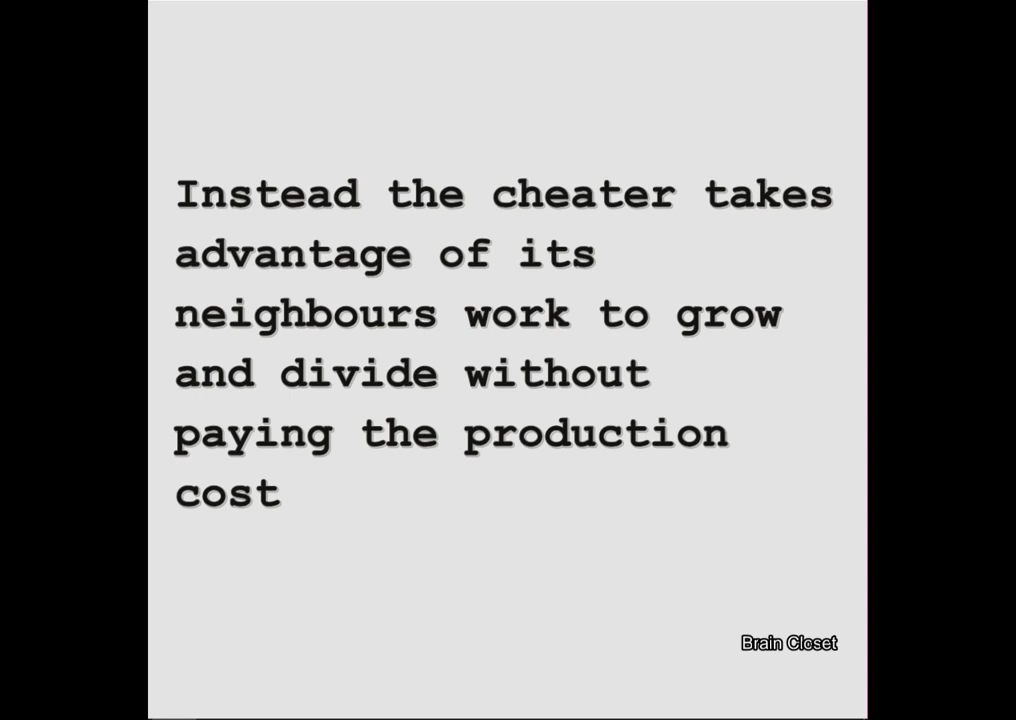 Instead the cheater takes
advantage of its
neighbours work to grow
and divide without
paying the production
cost
Brain Closet